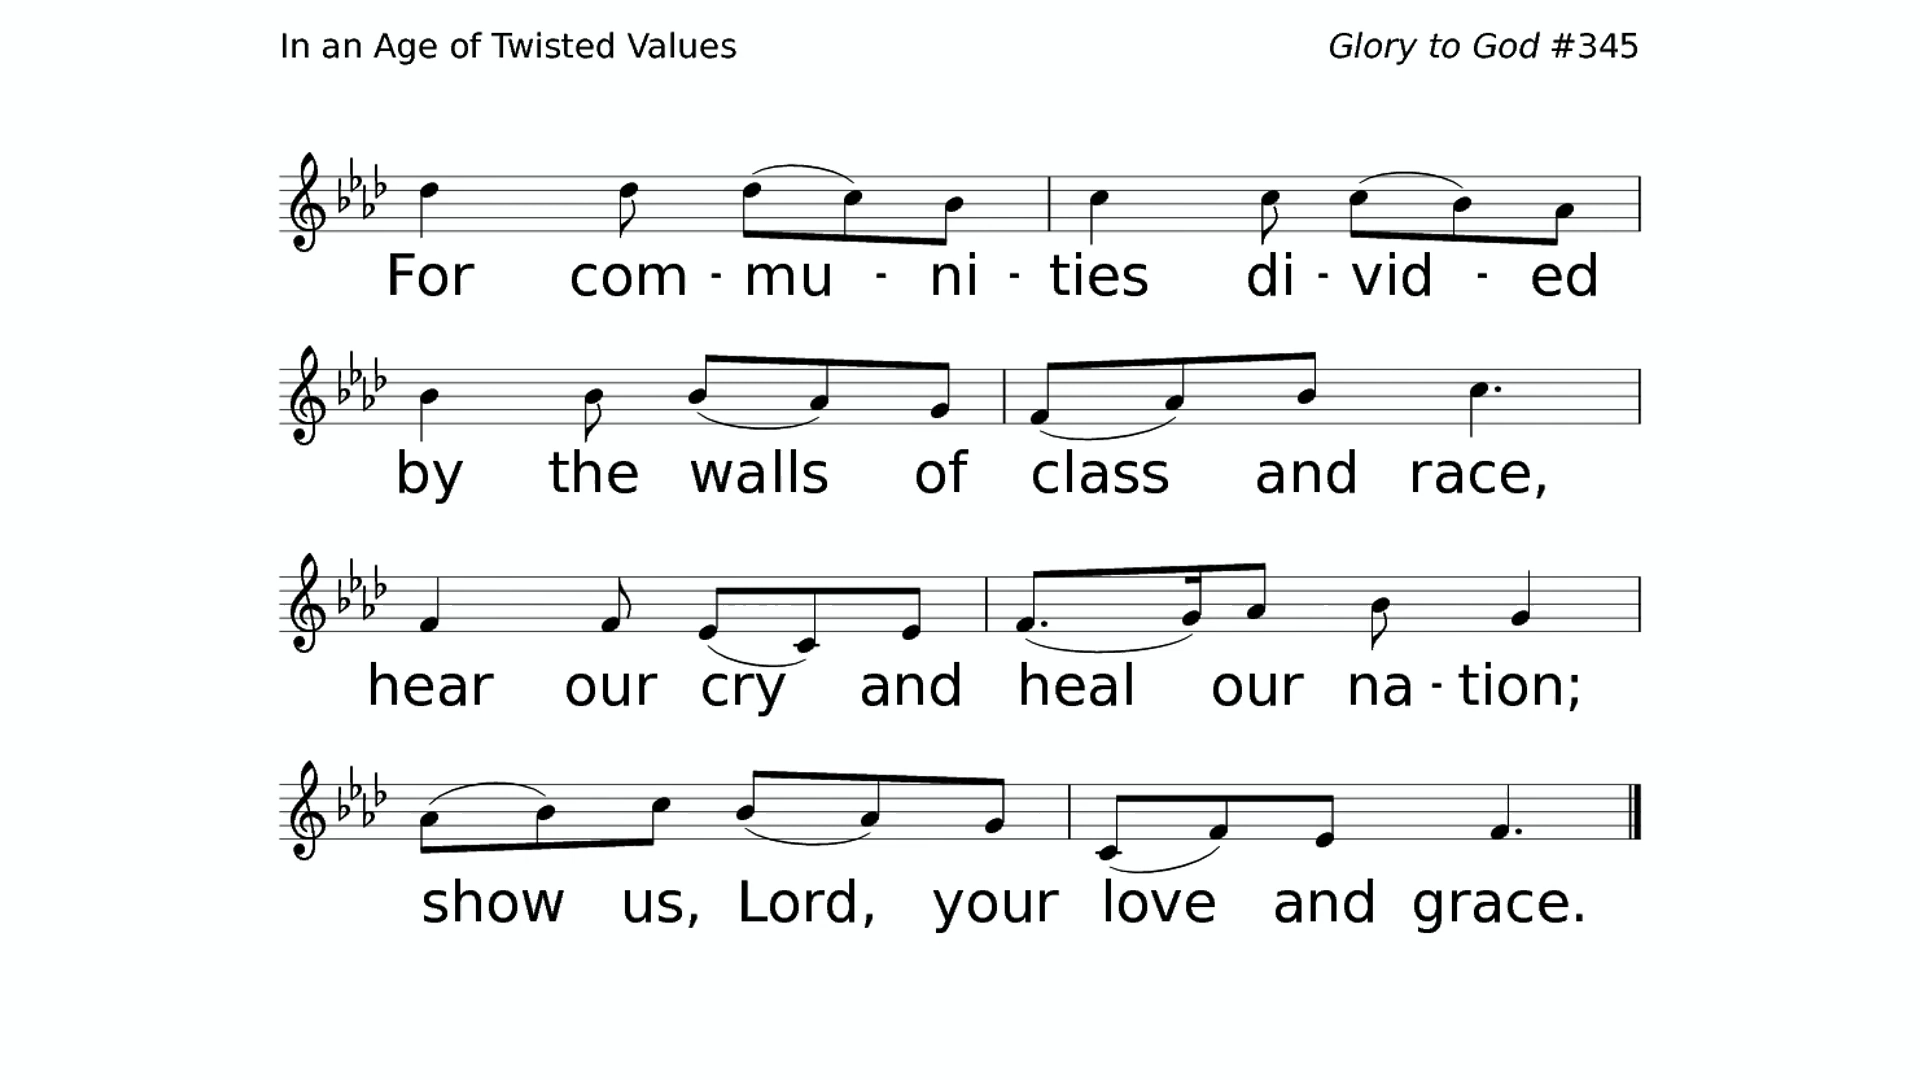 In an Age of Twisted Values
Glory to God #345
For com - mu - ni - ties di - vid - ed
by the walls of class and race,
hear our cry and heal our na - tion;
show us, Lord, your love and grace.